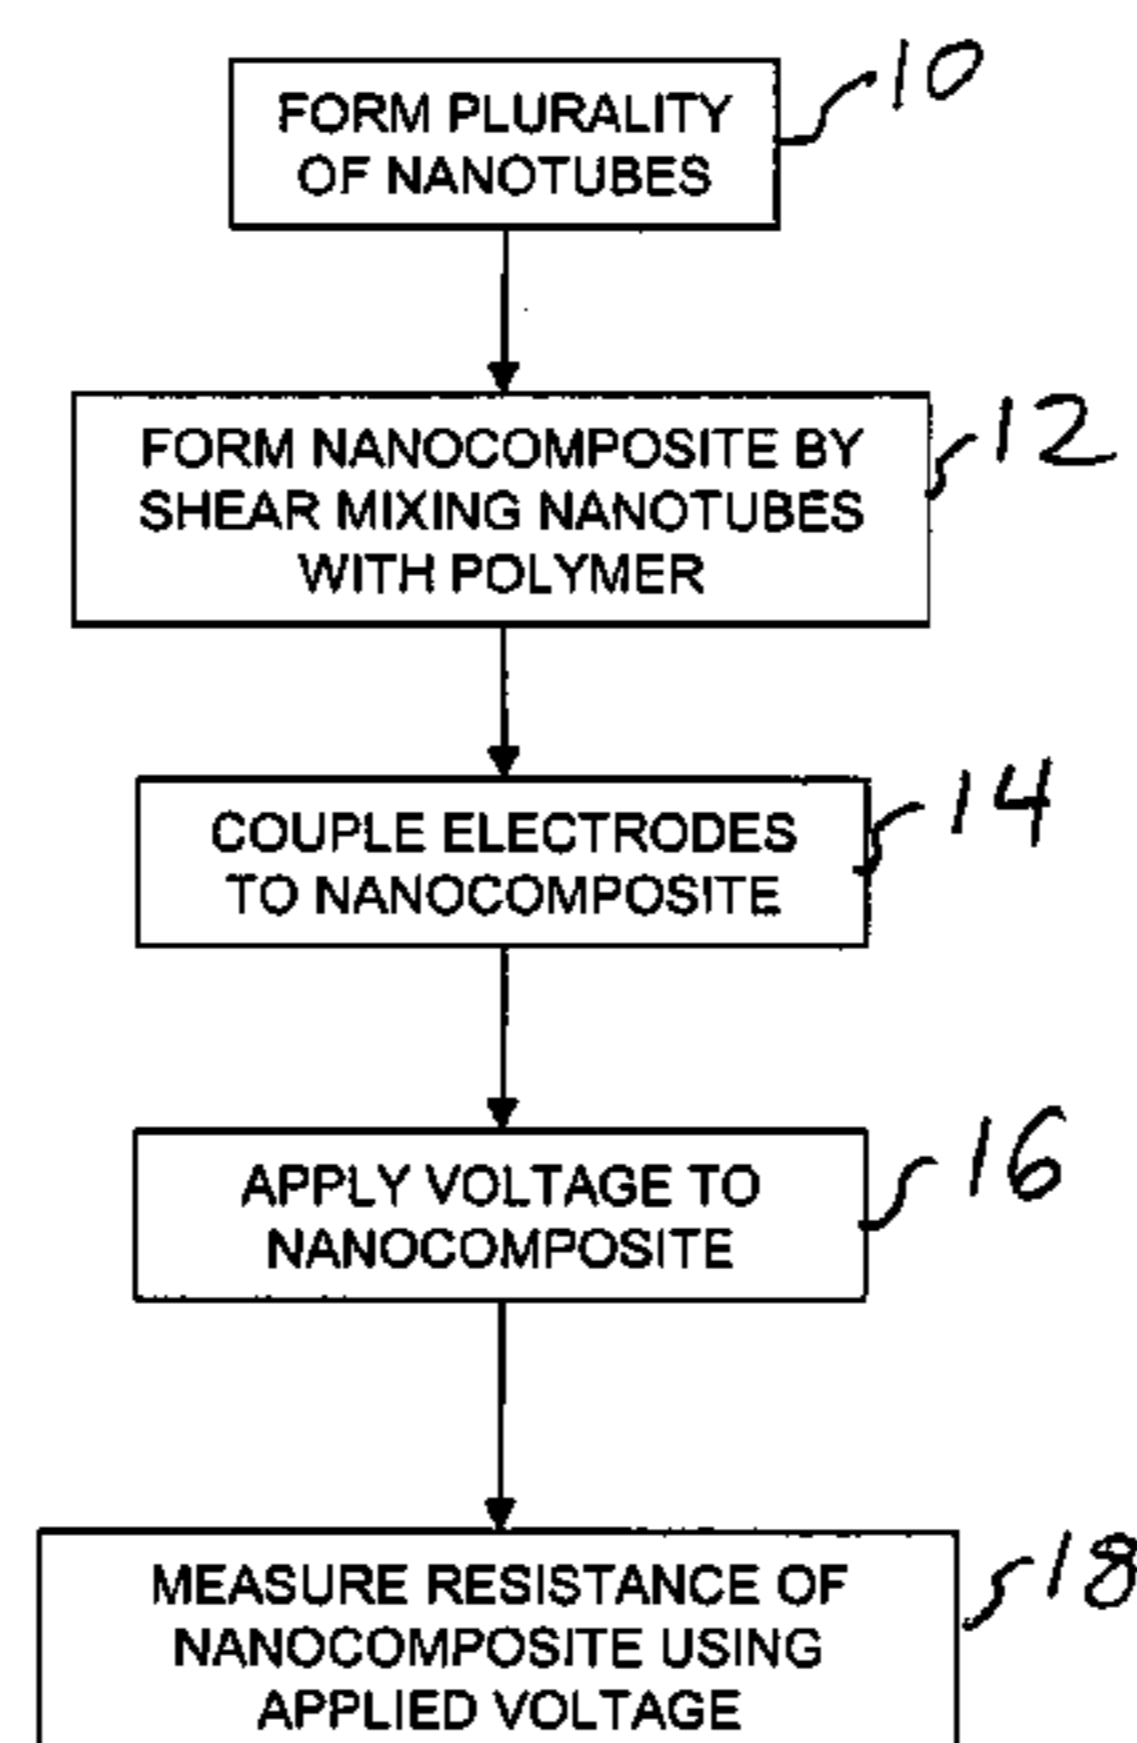 FORM PLURALITY
OF NANOTUBES
10
FORM NANOCOMPOSITE BY
SHEAR MIXING NANOTUBES
WITH POLYMER
12
COUPLE ELECTRODES
TO NANOCOMPOSITE
14
APPLY VOLTAGE TO
NANOCOMPOSITE
16
MEASURE RESISTANCE OF
NANOCOMPOSITE USING
APPLIED VOLTAGE
18